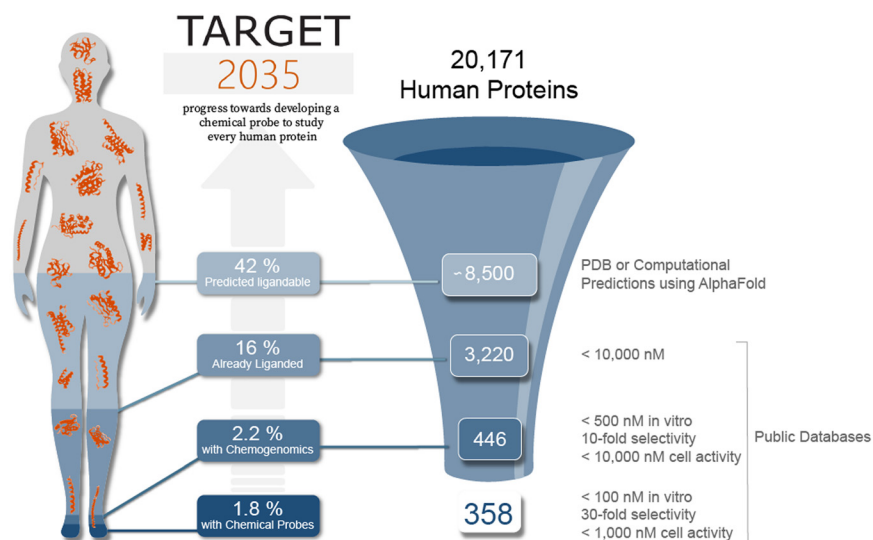 TARGET
2035
progress towards developing a
chemical probe to study
every human protein
20,171
Human Proteins
42 %
Predicted ligandable
~8,500
PDB or Computational
Predictions using AlphaFold
16 %
Already Liganded
3,220
< 10,000 nM
2.2 %
with Chemogenomics
446
< 500 nM in vitro
10-fold selectivity
< 10,000 nM cell activity
Public Databases
1.8 %
with Chemical Probes
358
< 100 nM in vitro
30-fold selectivity
< 1,000 nM cell activity